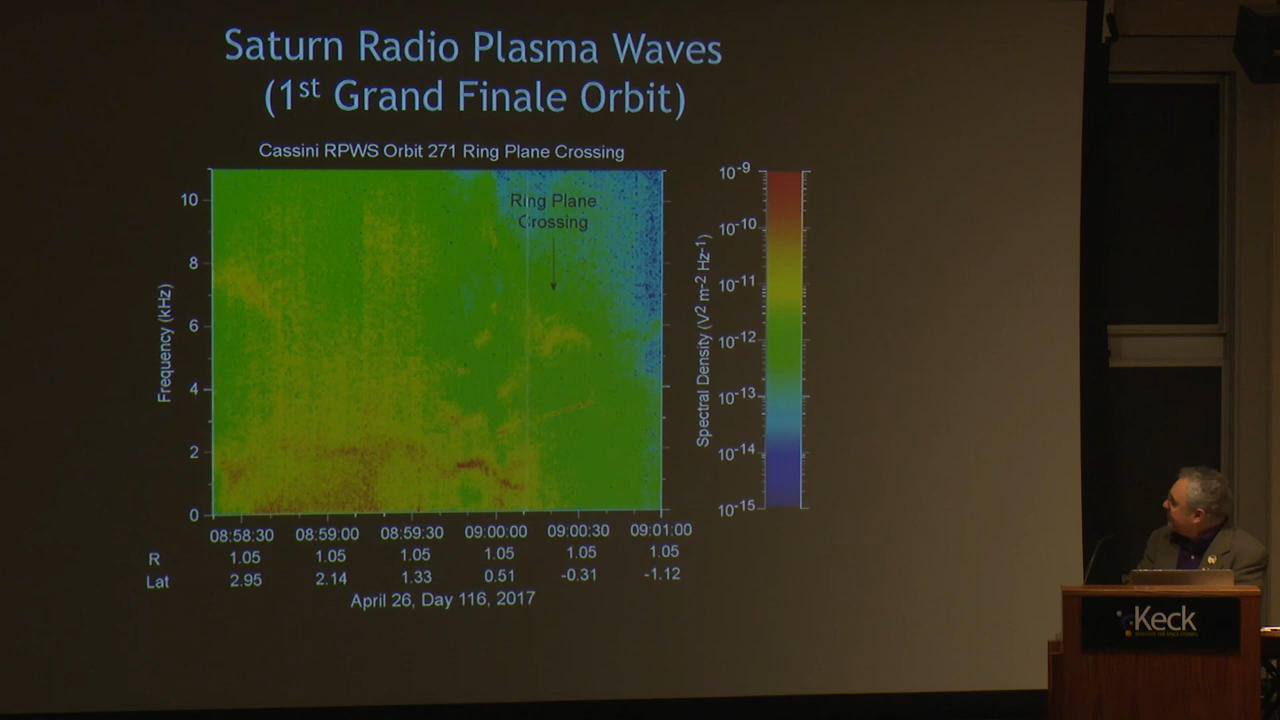 Saturn Radio Plasma Waves
(1st Grand Finale Orbit)
Cassini RPWS Orbit 271 Ring Plane Crossing
Ring Plane
Crossing
10
8
6
4
2
0
Frequency (kHz)
10-9
10-10
10-11
10-12
10-13
10-14
10-15
Spectral Density (V2 m-2 Hz-1)
08:58:30 08:59:00 08:59:30 09:00:00 09:00:30 09:01:00
R 1.05 1.05 1.05 1.05 1.05 1.05
Lat 2.95 2.14 1.33 0.51 -0.31 -1.12
April 26, Day 116, 2017
Keck
INSTITUTE FOR SPACE STUDIES